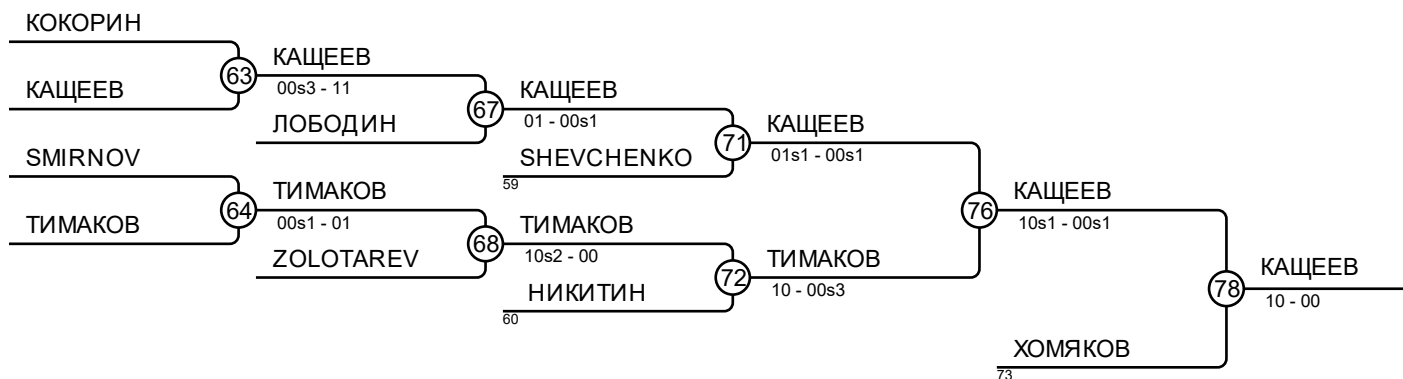 КОКОРИН
63
КАЩЕЕВ
00s3 - 11
КАЩЕЕВ
67
КАЩЕЕВ
01 - 00s1
ЛОБОДИН
71
КАЩЕЕВ
01s1 - 00s1
SMIRNOV
SHEVCHENKO
59
64
ТИМАКОВ
00s1 - 01
76
КАЩЕЕВ
10s1 - 00s1
ТИМАКОВ
68
ТИМАКОВ
10s2 - 00
ZOLOTAREV
72
ТИМАКОВ
10 - 00s3
78
КАЩЕЕВ
10 - 00
НИКИТИН
60
ХОМЯКОВ
73